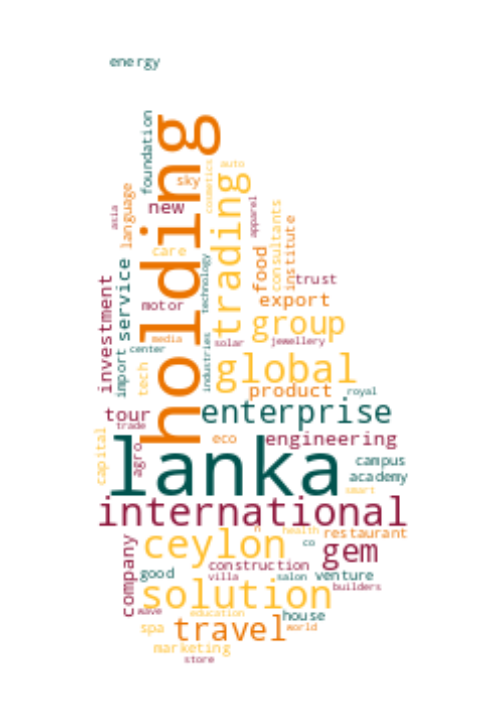 energy
foundation
holding
sky
cosmetics
auto
trading
new
language
asia
apparel
consultants
institute
care
food
service
technology
trust
investment
motor
export
import
group
media
center
solar
jewellery
industries
global
tech
product
royal
tour
trade
enterprise
capital
agro
eco
engineering
lanka
campus
academy
smart
international
n
health
restaurant
ceylon
co
gem
company
construction
good
villa
salon
venture
builders
solution
wave
education
house
spa
travel
world
marketing
store